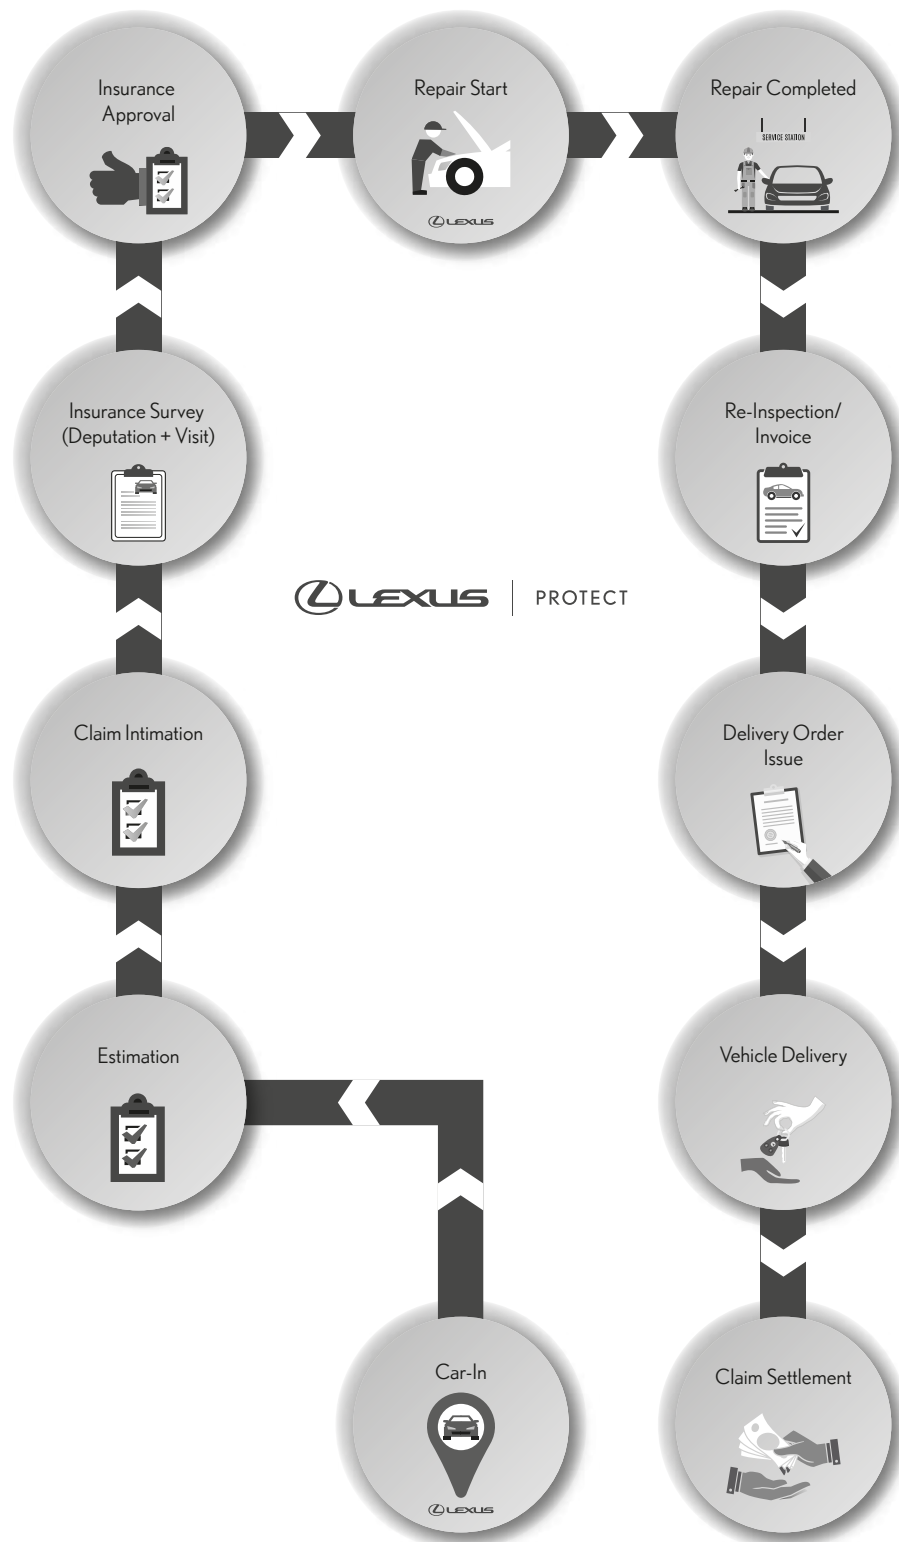 Insurance
Approval
Repair Start
LEXUS
Repair Completed
SERVICE STATION
Insurance Survey
(Deputation + Visit)
Re-Inspection/
Invoice
LEXUS | PROTECT
Claim Intimation
Delivery Order
Issue
Estimation
Vehicle Delivery
Car-In
LEXUS
Claim Settlement